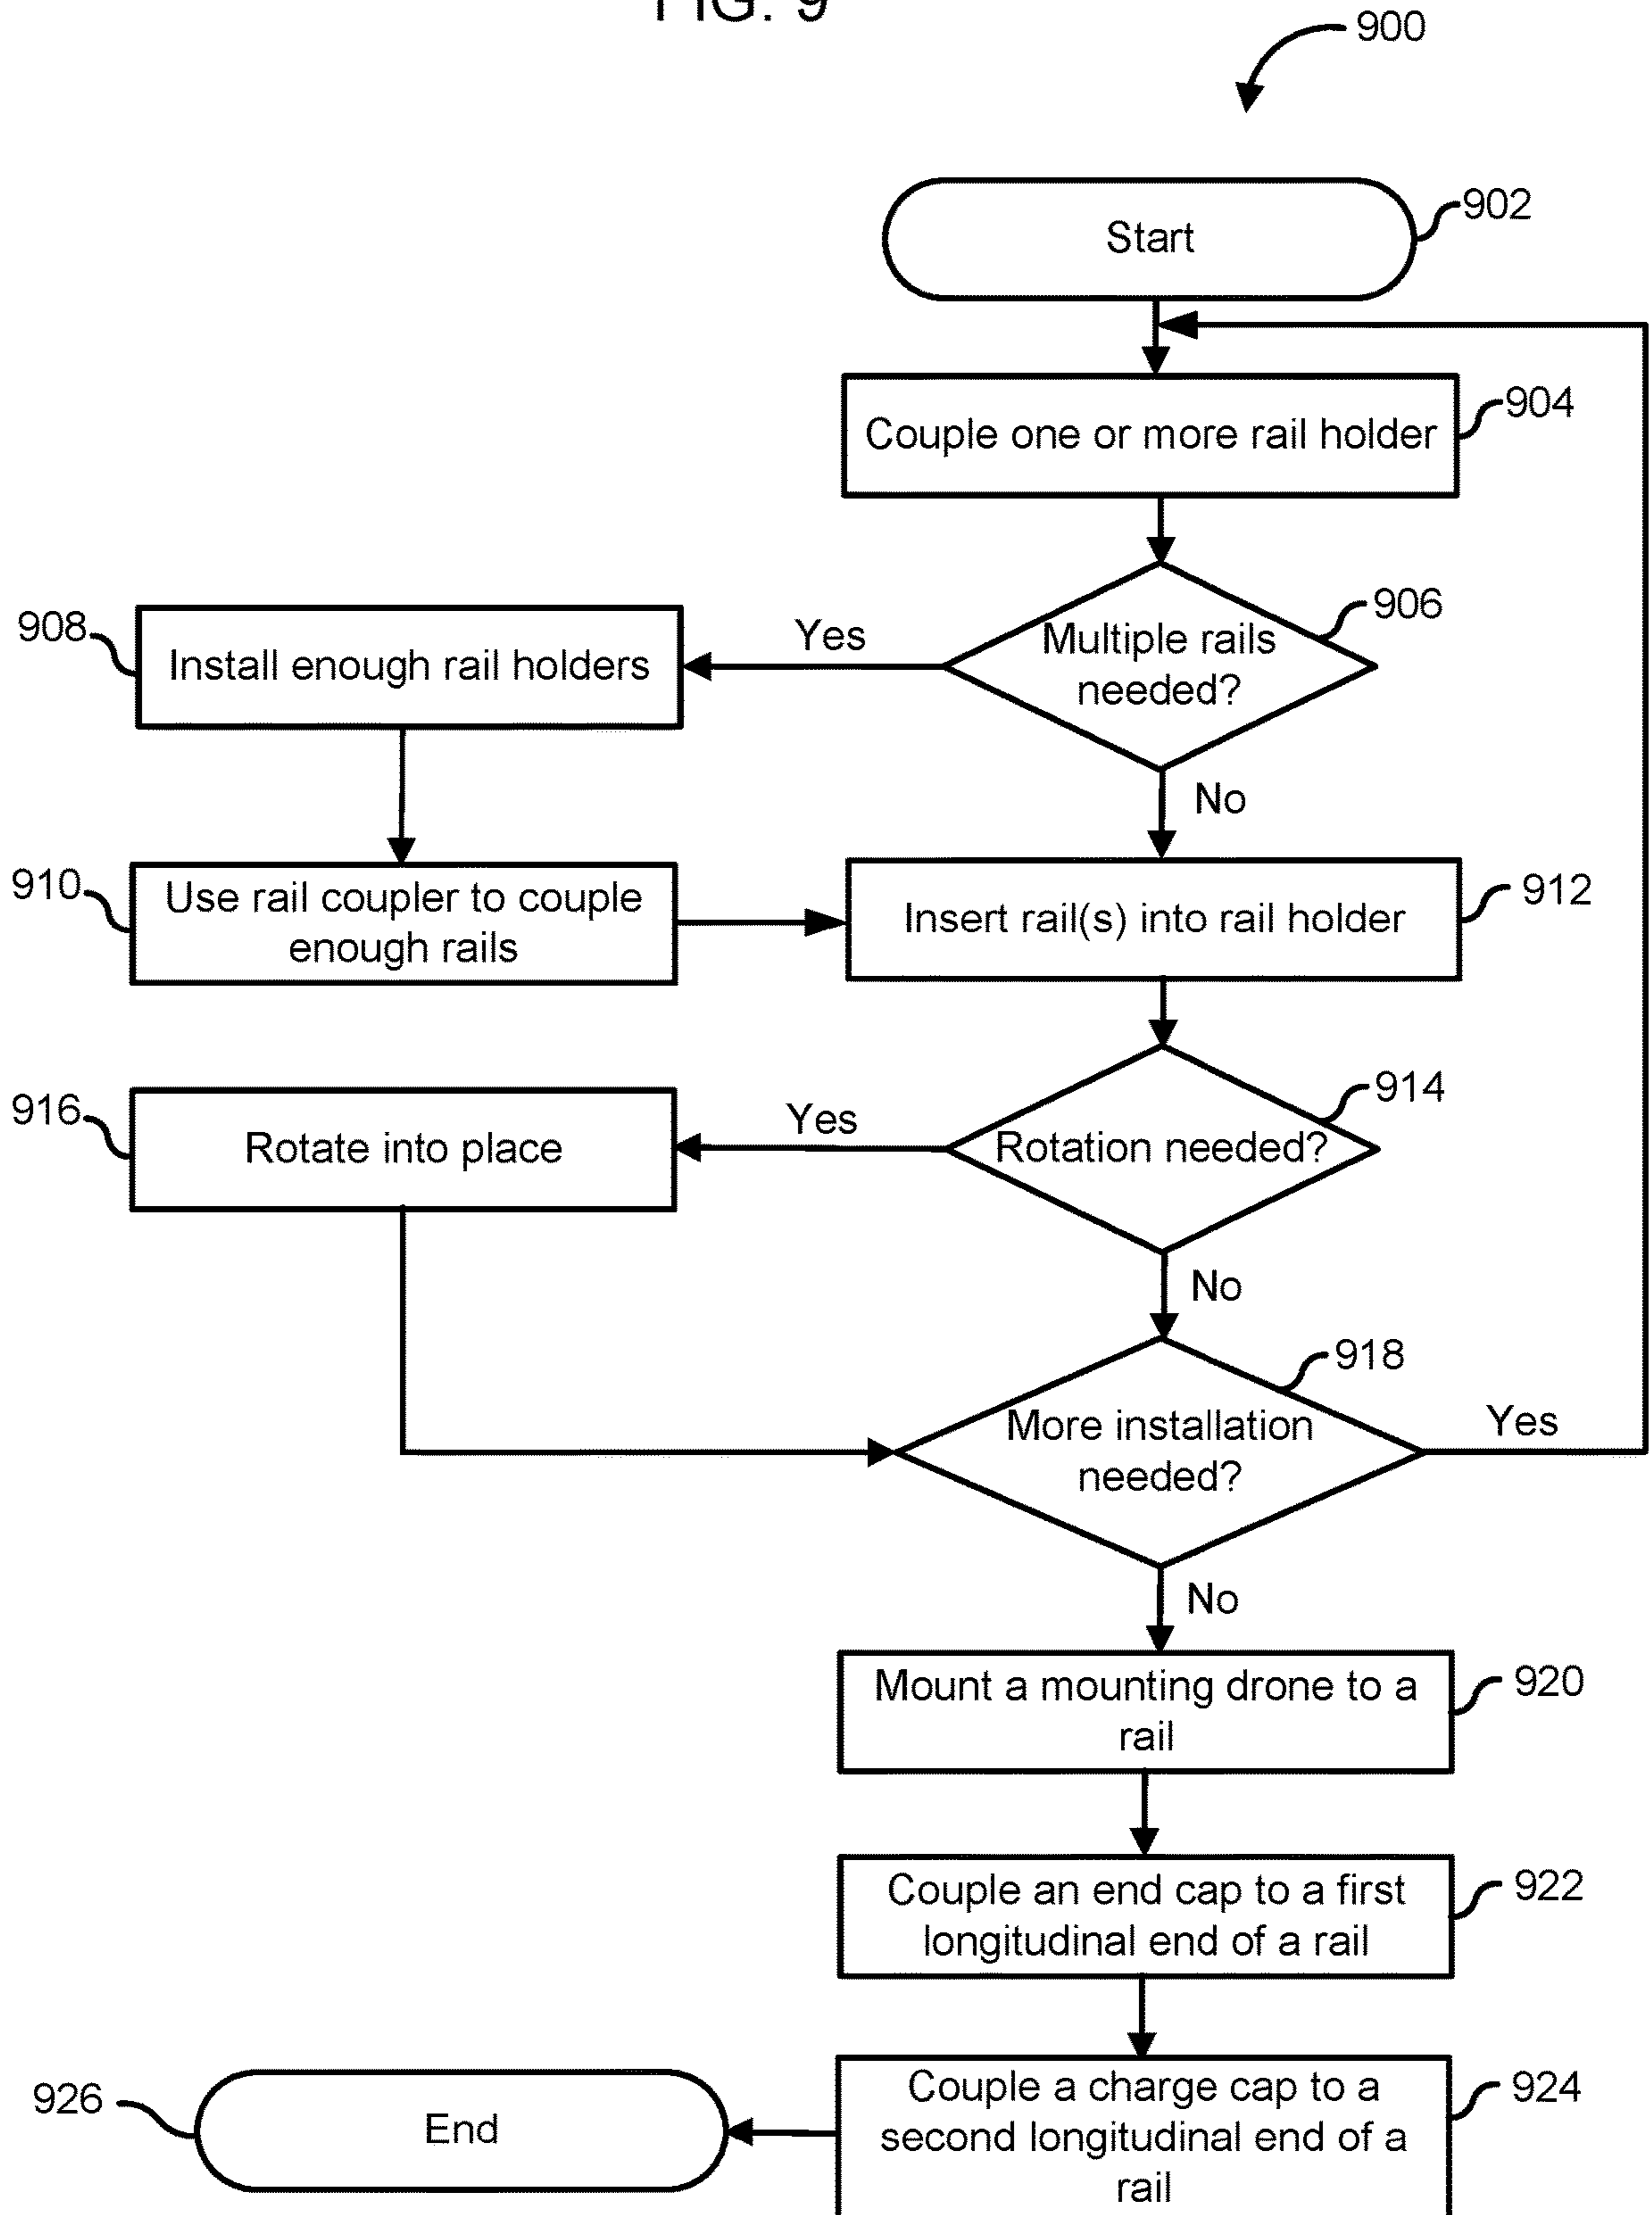 FIG. 9
900
Start
902
904
Couple one or more rail holder
906
Multiple rails
needed?
Yes
908
Install enough rail holders
No
910
Use rail coupler to couple
enough rails
912
Insert rail(s) into rail holder
914
Rotation needed?
Yes
916
Rotate into place
No
918
More installation
needed?
Yes
No
Mount a mounting drone to a
rail
920
Couple an end cap to a first
longitudinal end of a rail
922
Couple a charge cap to a
second longitudinal end of a
rail
924
926
End